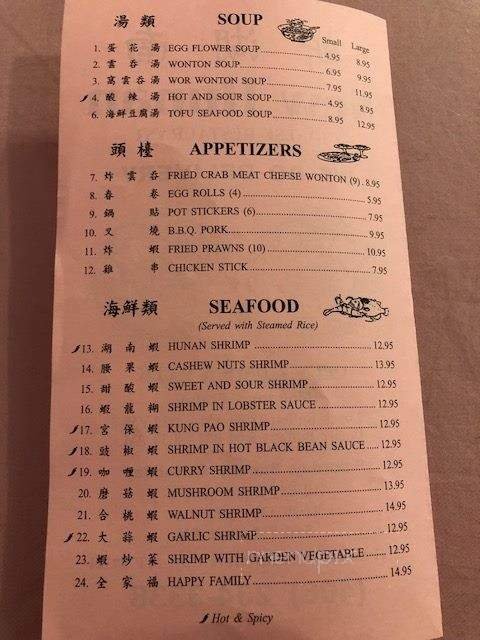 湯類 SOUP
Small Large
1. 蛋花湯 EGG FLOWER SOUP 4.95 8.95
2. 雲吞湯 WONTON SOUP 6.95 9.95
3. 窩雲吞湯 WOR WONTON SOUP 7.95 11.95
4. 酸辣湯 HOT AND SOUR SOUP 4.95 8.95
6. 海鮮豆腐湯 TOFU SEAFOOD SOUP 8.95 12.95
頭檯 APPETIZERS
7. 炸雲吞 FRIED CRAB MEAT CHEESE WONTON (9) . 8.95
8. 春卷 EGG ROLLS (4) 5.95
9. 鍋貼 POT STICKERS (6) 7.95
10. 叉燒 B.B.Q. PORK 9.95
11. 炸蝦 FRIED PRAWNS (10) 10.95
12. 雞串 CHICKEN STICK 7.95
海鮮類 SEAFOOD
(Served with Steamed Rice)
13. 湖南蝦 HUNAN SHRIMP 12.95
14. 腰果蝦 CASHEW NUTS SHRIMP 13.95
15. 甜酸蝦 SWEET AND SOUR SHRIMP 12.95
16. 蝦龍糊 SHRIMP IN LOBSTER SAUCE 12.95
17. 宮保蝦 KUNG PAO SHRIMP 12.95
18. 豉椒蝦 SHRIMP IN HOT BLACK BEAN SAUCE 12.95
19. 咖喱蝦 CURRY SHRIMP 12.95
20. 磨菇蝦 MUSHROOM SHRIMP 13.95
21. 合桃蝦 WALNUT SHRIMP 14.95
22. 大蒜蝦 GARLIC SHRIMP 12.95
23. 蝦炒菜 SHRIMP WITH GARDEN VEGETABLE 12.95
24. 全家福 HAPPY FAMILY 14.95
Hot & Spicy